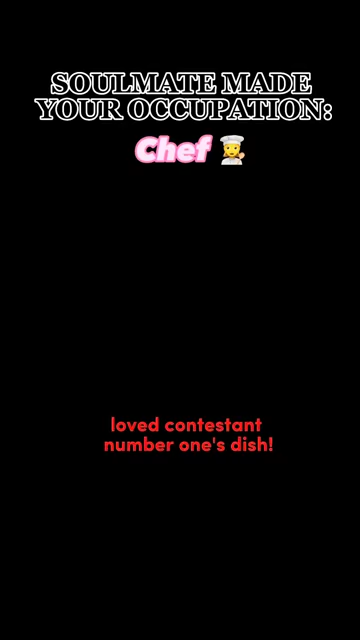 SOULMATE MADE
YOUR OCCUPATION:
Chef 👩‍🍳
loved contestant
number one's dish!